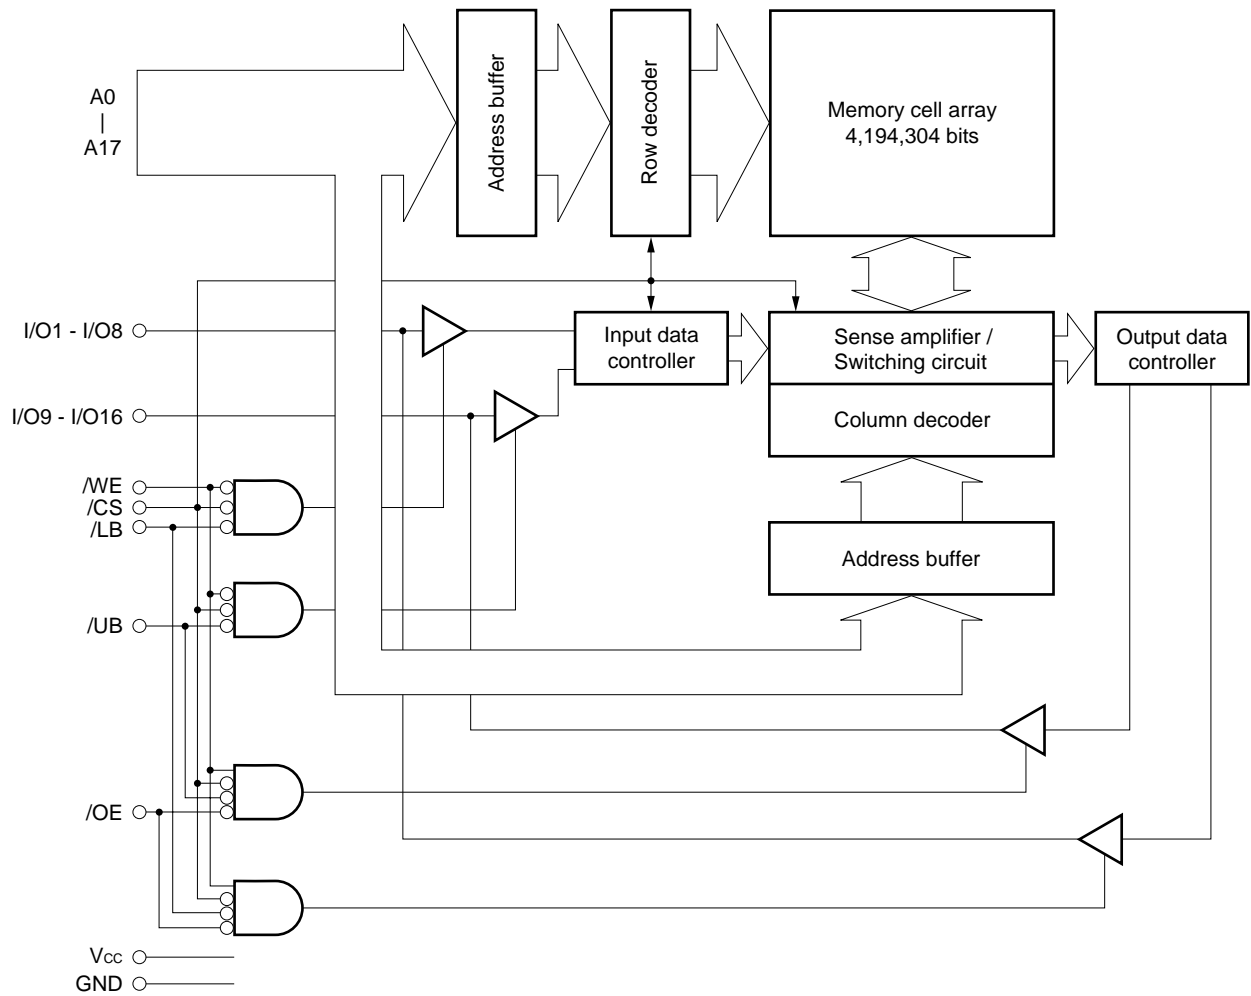 A0
|
A17
Address buffer
Row decoder
Memory cell array
4,194,304 bits
I/O1 - I/O8
Input data
controller
Sense amplifier /
Switching circuit
Output data
controller
I/O9 - I/O16
Column decoder
/WE
/CS
/LB
Address buffer
/UB
/OE
Vcc
GND